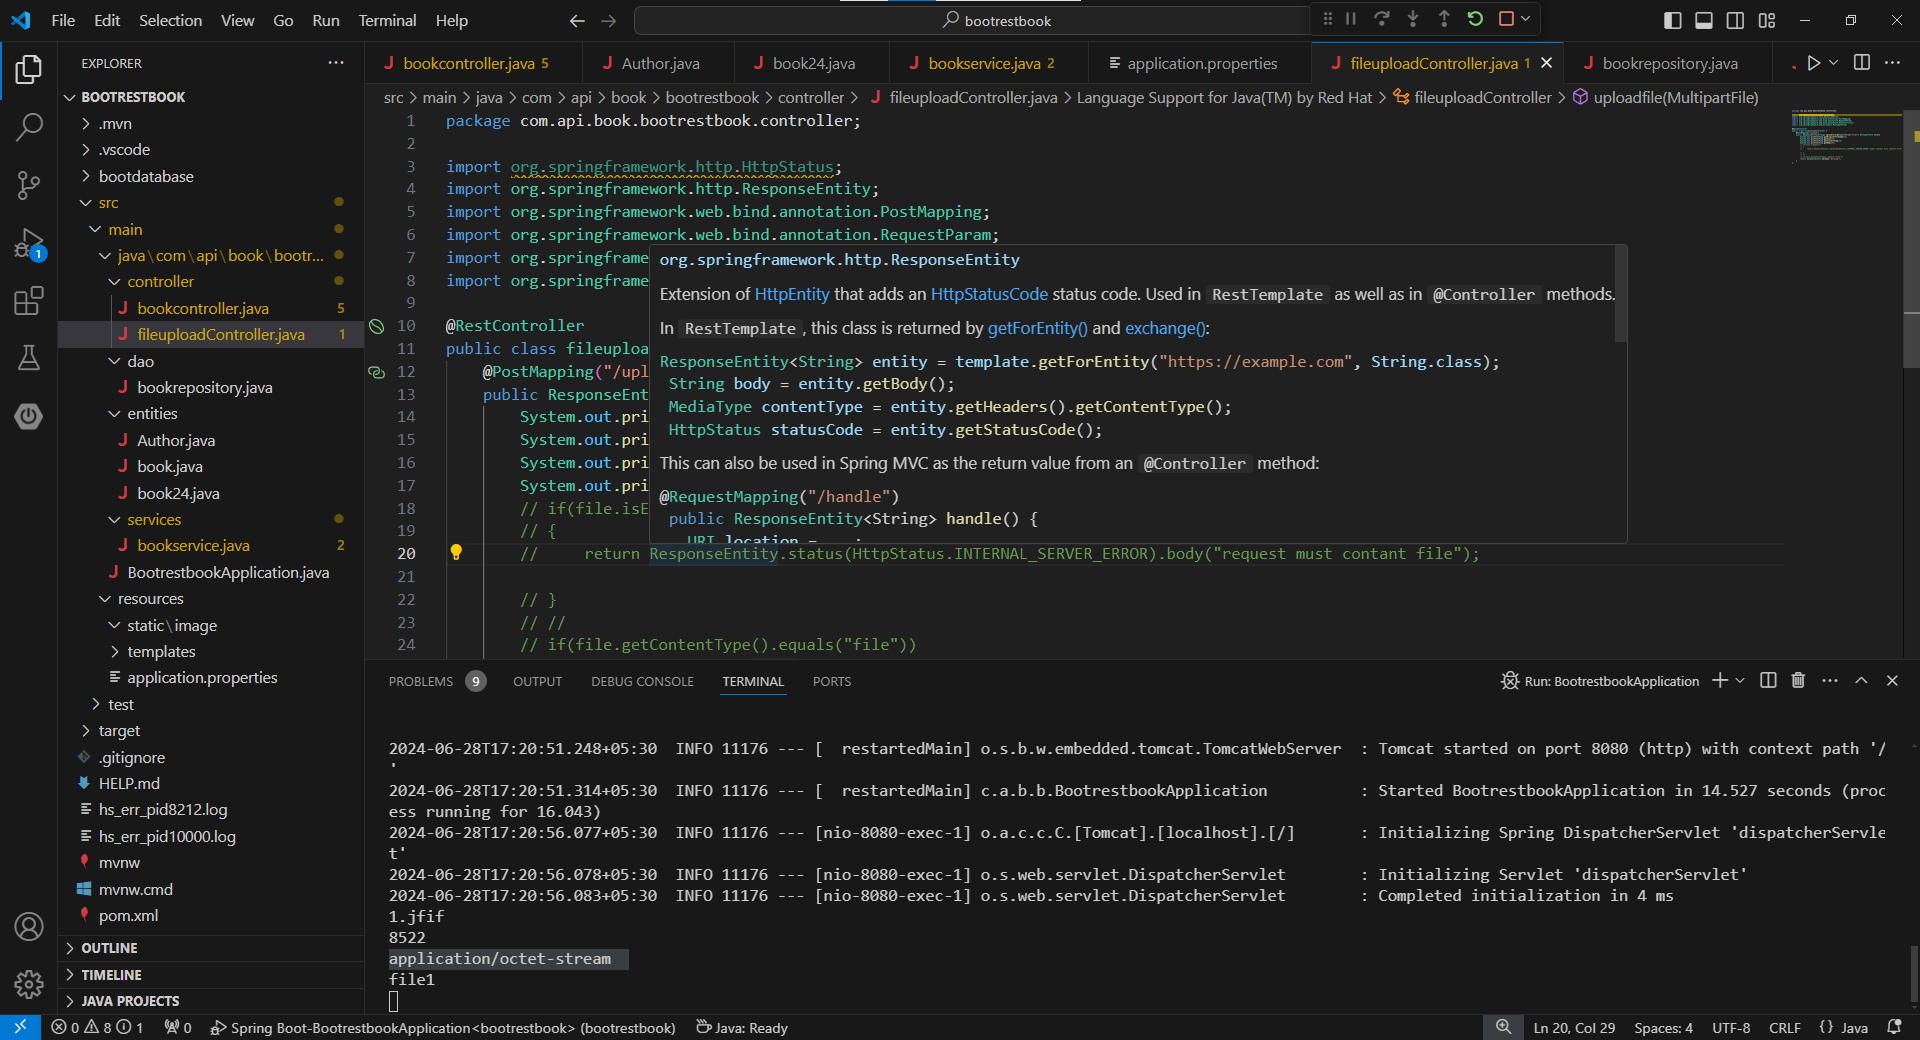 File Edit Selection View Go Run Terminal Help
bootrestbook
EXPLORER
BOOTRESTBOOK
.mvn
.vscode
bootdatabase
src
main
java\com\api\book\bootr...
controller
bookcontroller.java 5
fileuploadController.java 1
dao
bookrepository.java
entities
Author.java
book.java
book24.java
services
bookservice.java 2
BootrestbookApplication.java
resources
static\image
templates
application.properties
test
target
.gitignore
HELP.md
hs_err_pid8212.log
hs_err_pid10000.log
mvnw
mvnw.cmd
pom.xml
OUTLINE
TIMELINE
JAVA PROJECTS
1
bookcontroller.java 5 Author.java book24.java bookservice.java 2 application.properties fileuploadController.java 1 bookrepository.java
src > main > java > com > api > book > bootrestbook > controller > fileuploadController.java > Language Support for Java(TM) by Red Hat > fileuploadController > uploadfile(MultipartFile)
1 package com.api.book.bootrestbook.controller;
2
3 import org.springframework.http.HttpStatus;
4 import org.springframework.http.ResponseEntity;
5 import org.springframework.web.bind.annotation.PostMapping;
6 import org.springframework.web.bind.annotation.RequestParam;
7 import org.springframe
8 import org.springframe
9
10 @RestController
11 public class fileuploa
12 @PostMapping("/upl
13 public ResponseEnt
14 System.out.pri
15 System.out.pri
16 System.out.pri
17 System.out.pri
18 // if(file.isE
19 // {
20 //     return ResponseEntity.status(HttpStatus.INTERNAL_SERVER_ERROR).body("request must contant file");
21
22 // }
23 // //
24 // if(file.getContentType().equals("file"))
org.springframework.http.ResponseEntity
Extension of HttpEntity that adds an HttpStatusCode status code. Used in RestTemplate as well as in @Controller methods.
In RestTemplate, this class is returned by getForEntity() and exchange():
ResponseEntity<String> entity = template.getForEntity("https://example.com", String.class);
String body = entity.getBody();
MediaType contentType = entity.getHeaders().getContentType();
HttpStatus statusCode = entity.getStatusCode();
This can also be used in Spring MVC as the return value from an @Controller method:
@RequestMapping("/handle")
public ResponseEntity<String> handle() {
URI location = ...;
PROBLEMS 9 OUTPUT DEBUG CONSOLE TERMINAL PORTS
Run: BootrestbookApplication
2024-06-28T17:20:51.248+05:30  INFO 11176 --- [  restartedMain] o.s.b.w.embedded.tomcat.TomcatWebServer  : Tomcat started on port 8080 (http) with context path '/
'
2024-06-28T17:20:51.314+05:30  INFO 11176 --- [  restartedMain] c.a.b.b.BootrestbookApplication          : Started BootrestbookApplication in 14.527 seconds (proc
ess running for 16.043)
2024-06-28T17:20:56.077+05:30  INFO 11176 --- [nio-8080-exec-1] o.a.c.c.C.[Tomcat].[localhost].[/]       : Initializing Spring DispatcherServlet 'dispatcherServle
t'
2024-06-28T17:20:56.078+05:30  INFO 11176 --- [nio-8080-exec-1] o.s.web.servlet.DispatcherServlet        : Initializing Servlet 'dispatcherServlet'
2024-06-28T17:20:56.083+05:30  INFO 11176 --- [nio-8080-exec-1] o.s.web.servlet.DispatcherServlet        : Completed initialization in 4 ms
1.jfif
8522
application/octet-stream
file1
0 8 1 0 Spring Boot-BootrestbookApplication<bootrestbook> (bootrestbook) Java: Ready
Ln 20, Col 29 Spaces: 4 UTF-8 CRLF {} Java